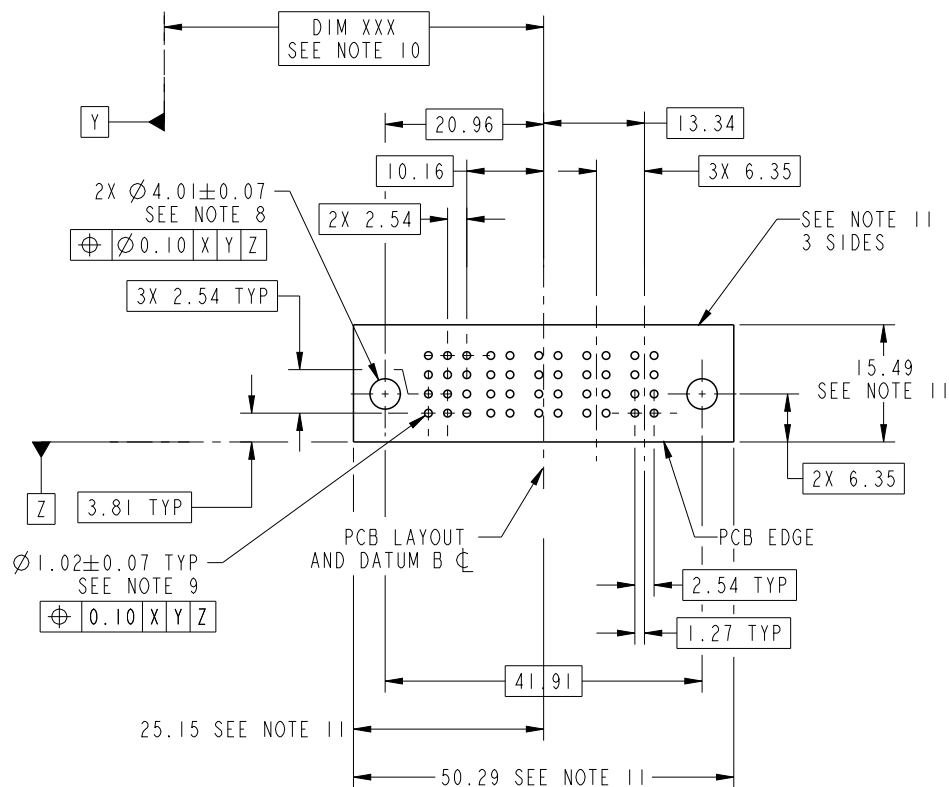 DIM XXX
SEE NOTE 10
Y
20.96
13.34
10.16
3X 6.35
2X Ø4.01±0.07
SEE NOTE 8
⌖ Ø0.10 X Y Z
2X 2.54
SEE NOTE 11
3 SIDES
3X 2.54 TYP
15.49
SEE NOTE 11
2X 6.35
Z
3.81 TYP
PCB LAYOUT
AND DATUM B ℄
PCB EDGE
Ø1.02±0.07 TYP
SEE NOTE 9
⌖ 0.10 X Y Z
2.54 TYP
1.27 TYP
41.91
25.15 SEE NOTE 11
50.29 SEE NOTE 11